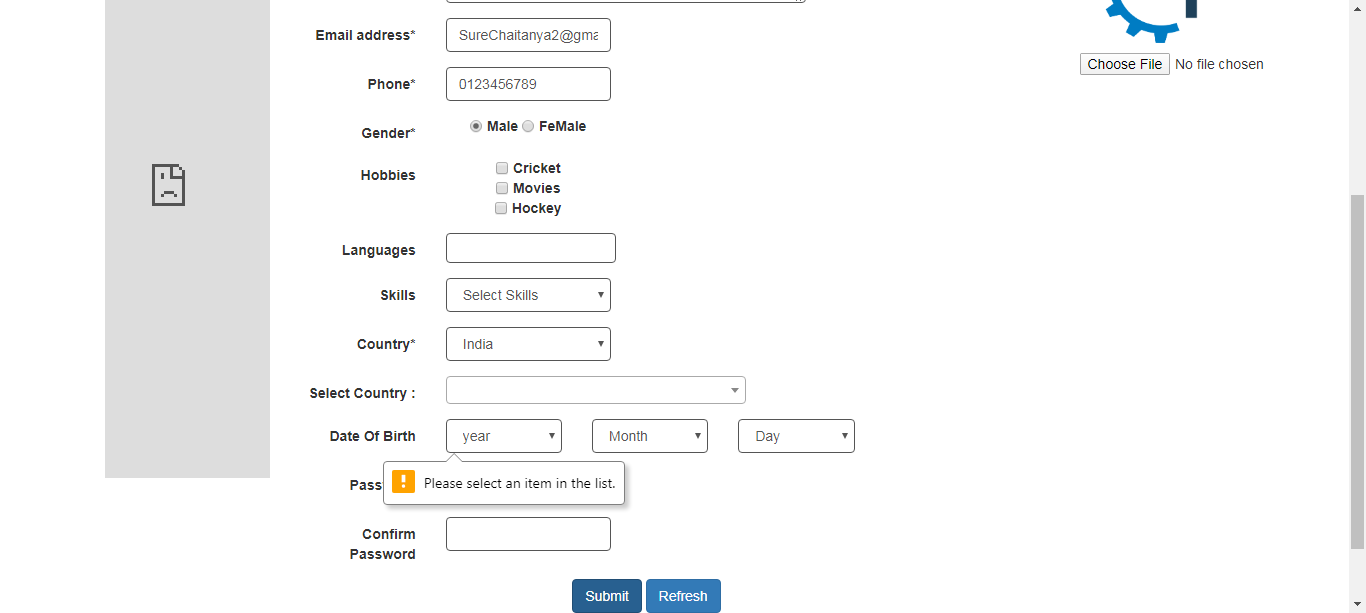 Email address*
SureChaitanya2@gma
Choose File No file chosen
Phone*
0123456789
Gender*
Male FeMale
Hobbies
Cricket
Movies
Hockey
Languages
Skills
Select Skills
Country*
India
Select Country :
Date Of Birth
year Month Day
Pass
! Please select an item in the list.
Confirm
Password
Submit Refresh